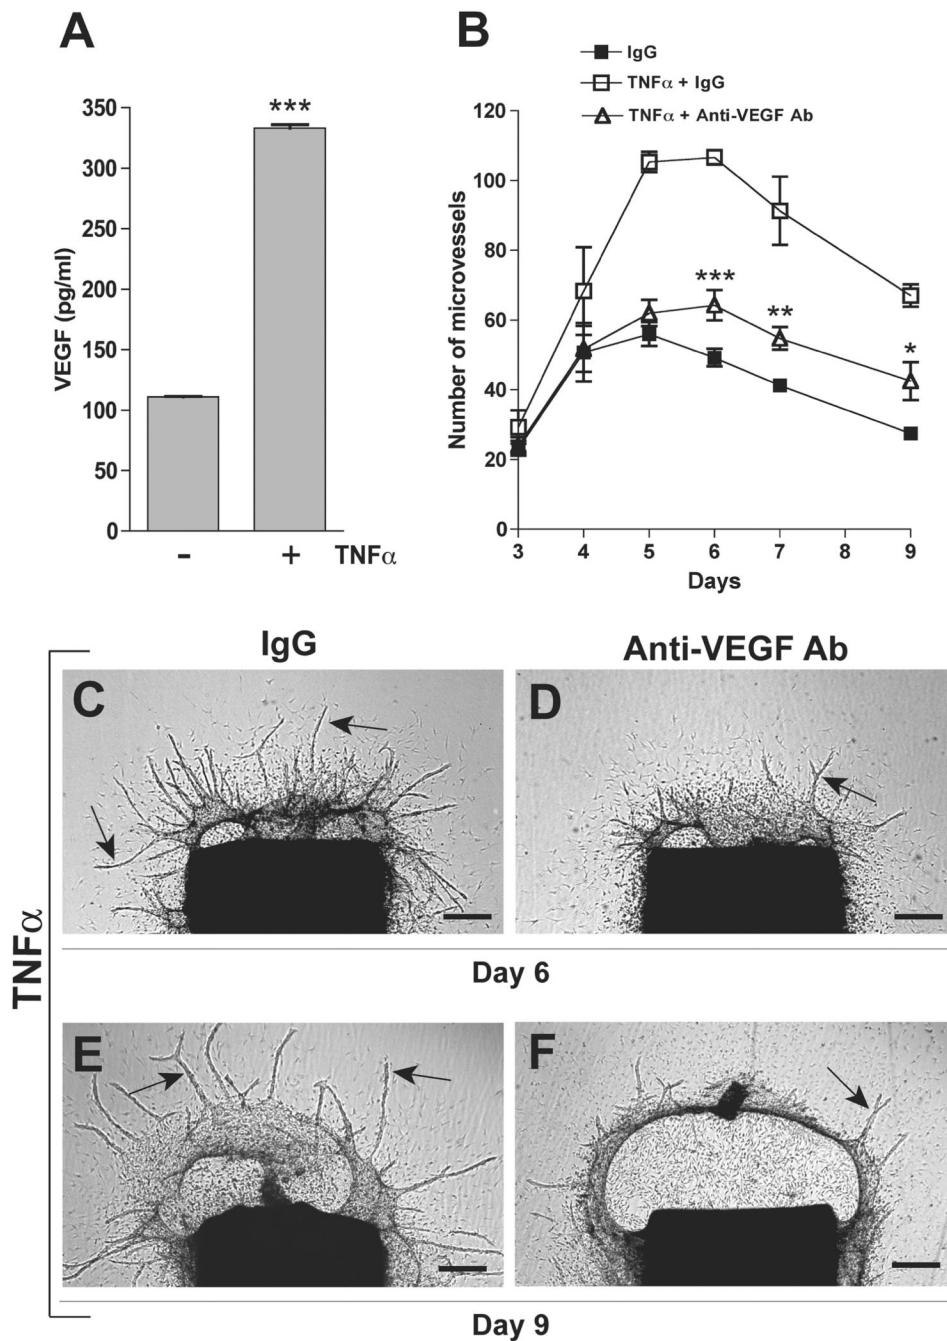 A
B
IgG
TNFα + IgG
TNFα + Anti-VEGF Ab
VEGF (pg/ml)
350
300
250
200
150
100
50
0
***
-
+
TNFα
Number of microvessels
120
100
80
60
40
20
0
***
**
*
3
4
5
6
7
8
9
Days
IgG
Anti-VEGF Ab
TNFα
C
D
Day 6
E
F
Day 9